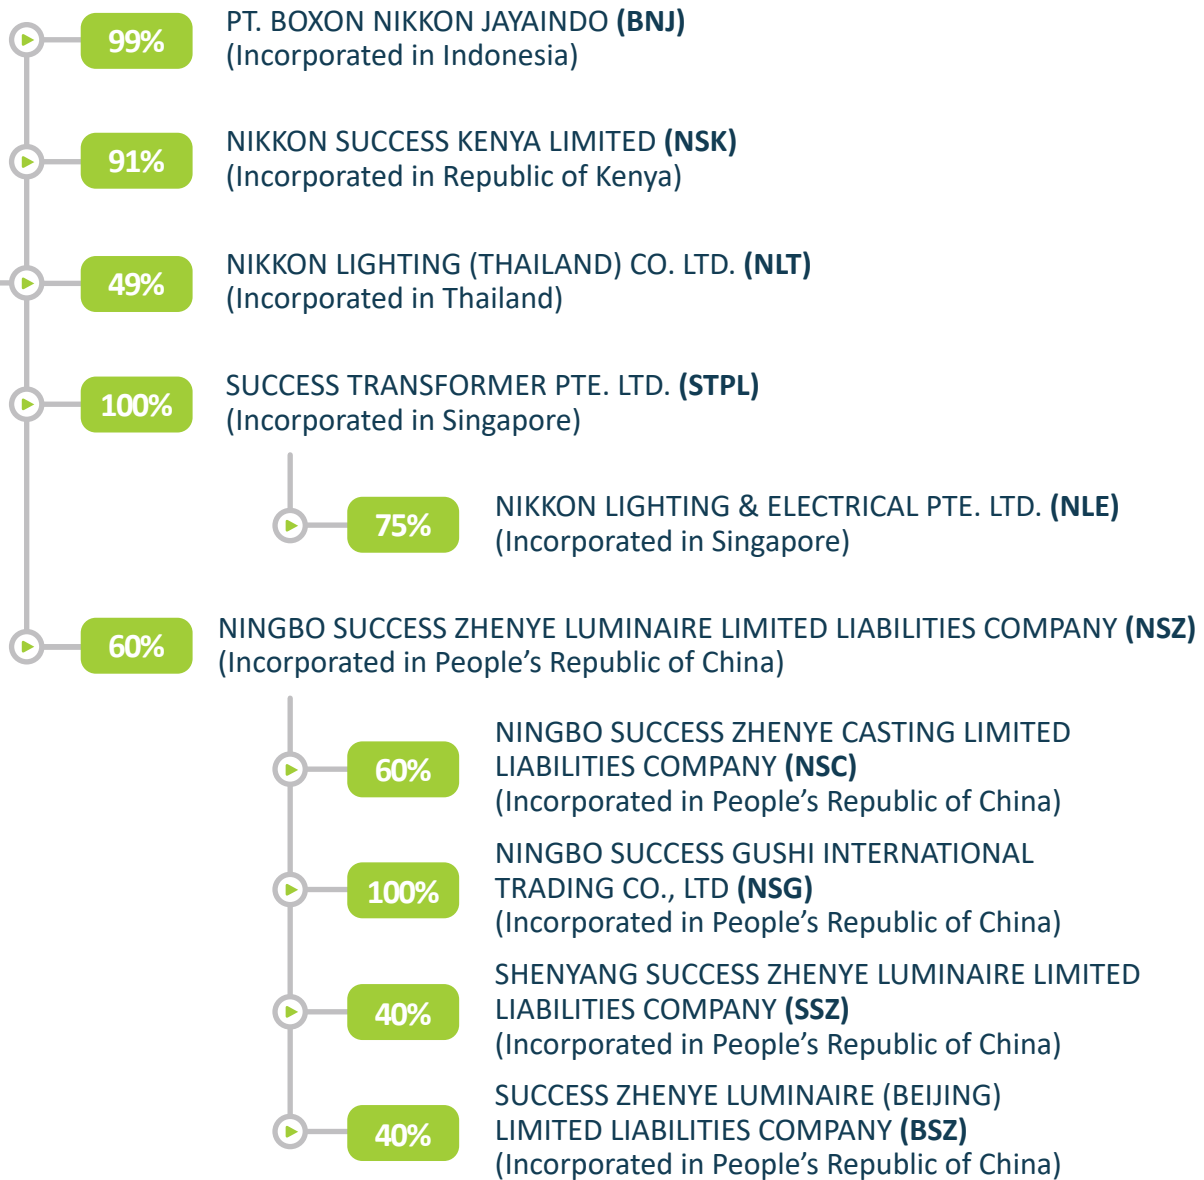 99%
PT. BOXON NIKKON JAYAINDO (BNJ)
(Incorporated in Indonesia)
91%
NIKKON SUCCESS KENYA LIMITED (NSK)
(Incorporated in Republic of Kenya)
49%
NIKKON LIGHTING (THAILAND) CO. LTD. (NLT)
(Incorporated in Thailand)
100%
SUCCESS TRANSFORMER PTE. LTD. (STPL)
(Incorporated in Singapore)
75%
NIKKON LIGHTING & ELECTRICAL PTE. LTD. (NLE)
(Incorporated in Singapore)
60%
NINGBO SUCCESS ZHENYE LUMINAIRE LIMITED LIABILITIES COMPANY (NSZ)
(Incorporated in People’s Republic of China)
60%
NINGBO SUCCESS ZHENYE CASTING LIMITED
LIABILITIES COMPANY (NSC)
(Incorporated in People’s Republic of China)
100%
NINGBO SUCCESS GUSHI INTERNATIONAL
TRADING CO., LTD (NSG)
(Incorporated in People’s Republic of China)
40%
SHENYANG SUCCESS ZHENYE LUMINAIRE LIMITED
LIABILITIES COMPANY (SSZ)
(Incorporated in People’s Republic of China)
40%
SUCCESS ZHENYE LUMINAIRE (BEIJING)
LIMITED LIABILITIES COMPANY (BSZ)
(Incorporated in People’s Republic of China)